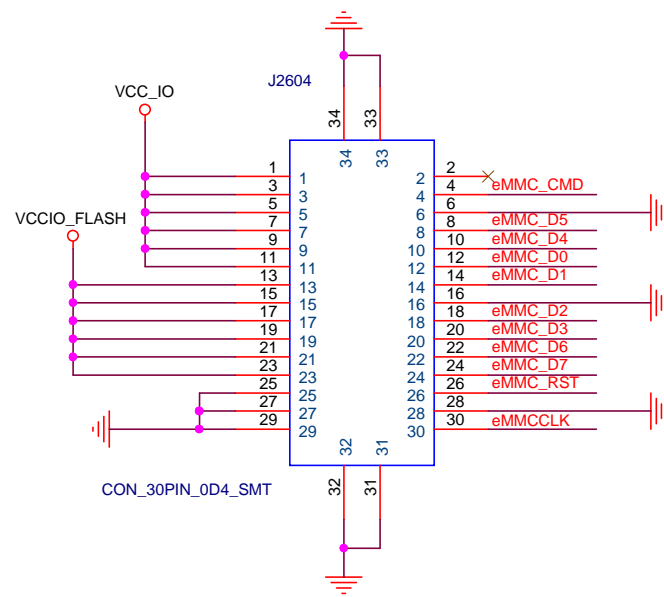 J2604
VCC_IO
34 33
34 33
1 1 2 2
3 3 4 4 eMMC_CMD
5 5 6 6
VCCIO_FLASH 7 7 8 8 eMMC_D5
9 9 10 10 eMMC_D4
11 11 12 12 eMMC_D0
13 13 14 14 eMMC_D1
15 15 16 16
17 17 18 18 eMMC_D2
19 19 20 20 eMMC_D3
21 21 22 22 eMMC_D6
23 23 24 24 eMMC_D7
25 25 26 26 eMMC_RST
27 27 28 28
29 29 30 30 eMMCCLK
32 31
32 31
CON_30PIN_0D4_SMT